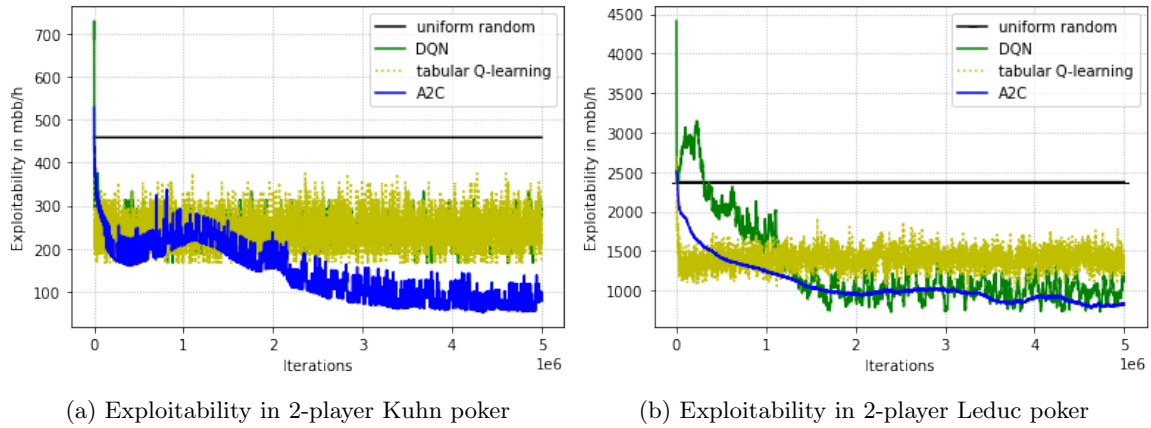 700
600
500
400
300
200
100
Exploitability in mbb/h
uniform random
DQN
tabular Q-learning
A2C
0
1
2
3
4
5
1e6
Iterations
(a) Exploitability in 2-player Kuhn poker
4500
4000
3500
3000
2500
2000
1500
1000
Exploitability in mbb/h
uniform random
DQN
tabular Q-learning
A2C
0
1
2
3
4
5
1e6
Iterations
(b) Exploitability in 2-player Leduc poker